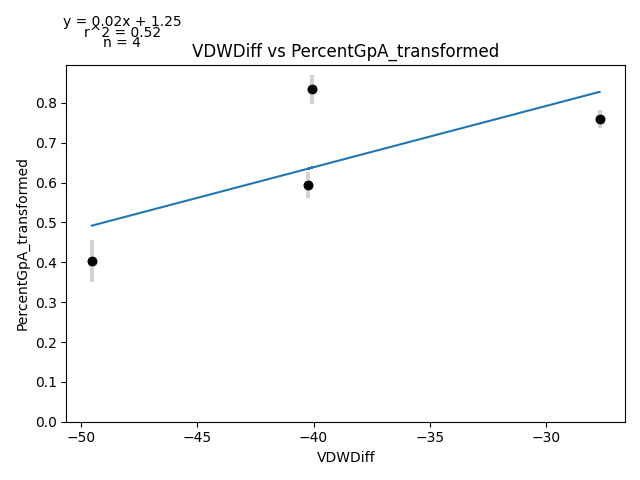 y = 0.02x + 1.25
r^2 = 0.52
n = 4
VDWDiff vs PercentGpA_transformed
0.8
0.7
0.6
0.5
0.4
0.3
0.2
0.1
0.0
PercentGpA_transformed
−50
−45
−40
−35
−30
VDWDiff